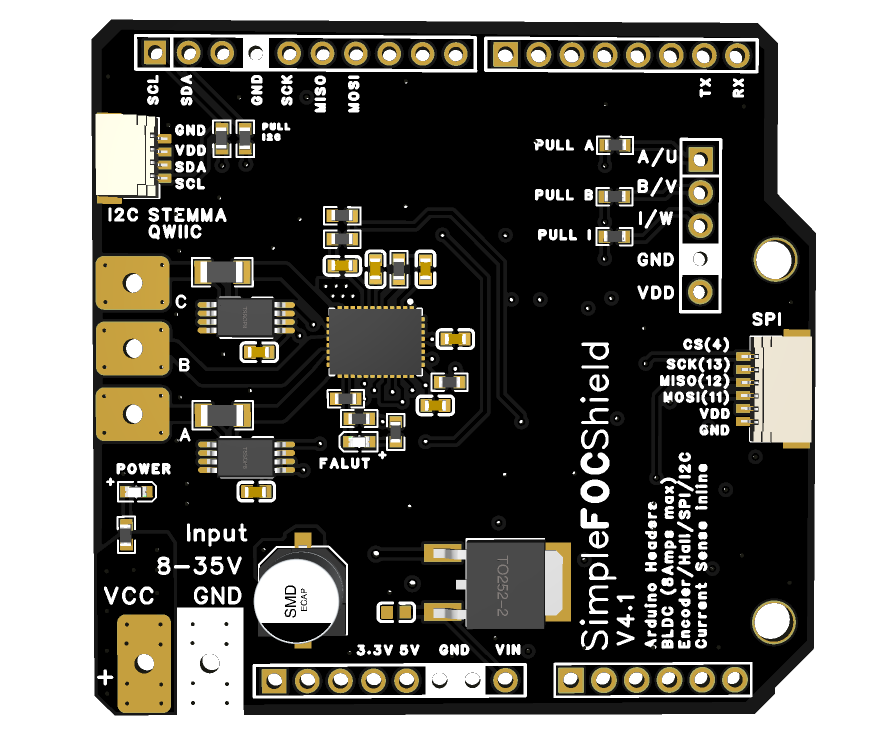 SCL
SDA
GND
SCK
MISO
MOSI
TX
RX
GND
VDD
SDA
SCL
PULL
I2C
I2C STEMMA
QWIIC
PULL A
PULL B
PULL I
A/U
B/V
I/W
GND
VDD
C
B
A
SPI
CS(4)
SCK(13)
MISO(12)
MOSI(11)
VDD
GND
FALUT
+
POWER
+
Input
8-35V
VCC
GND
+
SMD
ECAP
TO252-2
SimpleFOCShield
V4.1
Arduino Headers
BLDC (8Amps max)
Encoder/Hall/SPI/I2C
Current Sense inline
3.3V 5V
GND
VIN